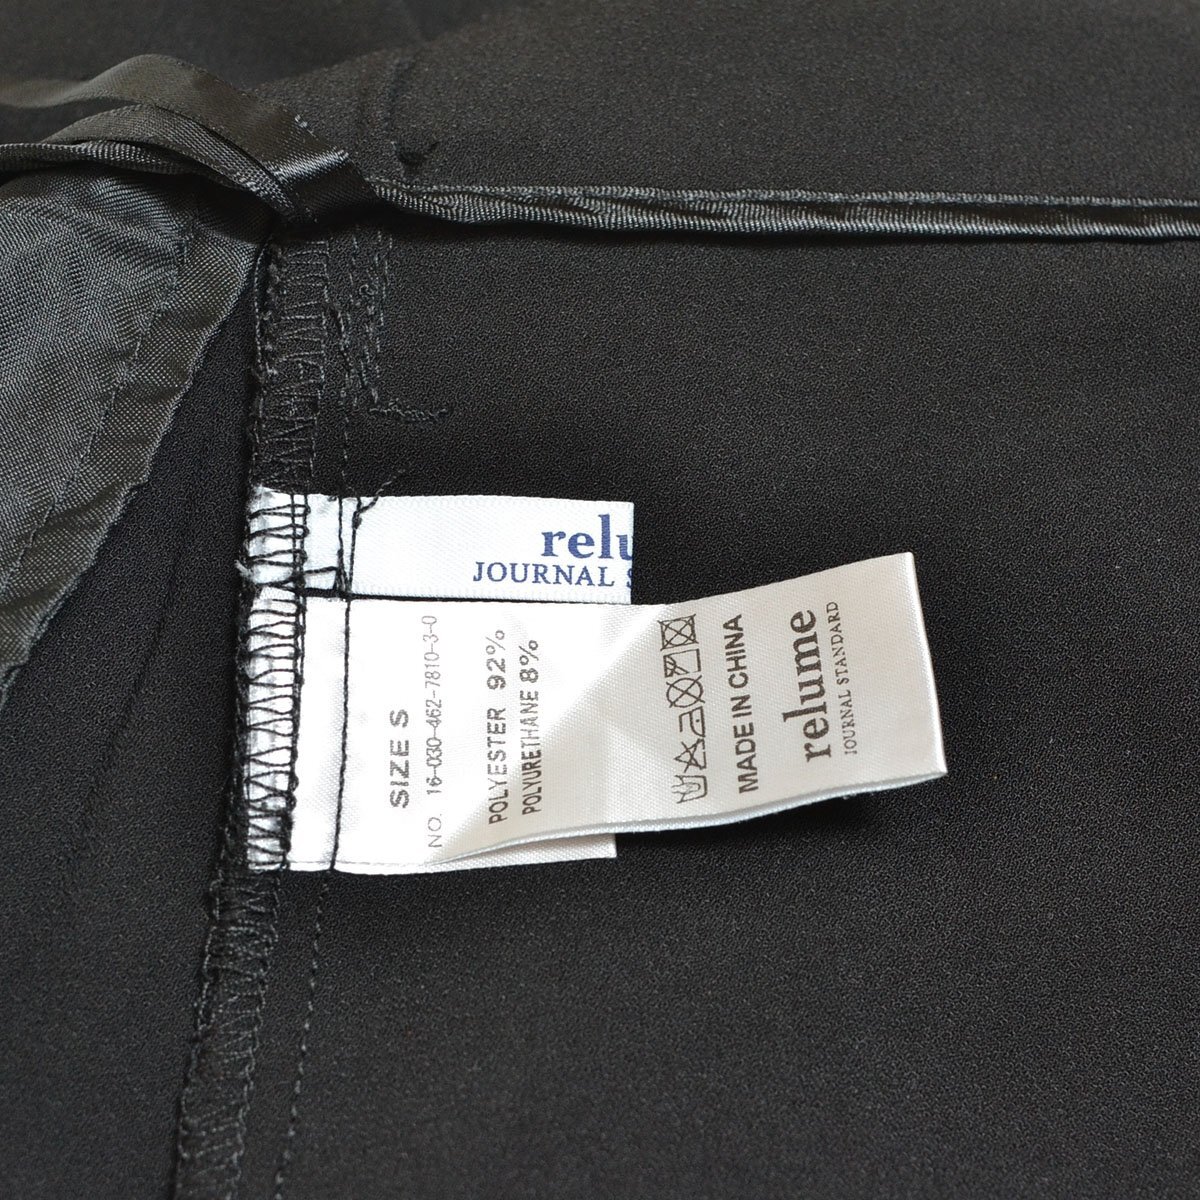 relu
JOURNAL S
SIZE S
NO. 16-030-462-7810-3-0
POLYESTER 92%
POLYURETHANE 8%
MADE IN CHINA
relume
JOURNAL STANDARD